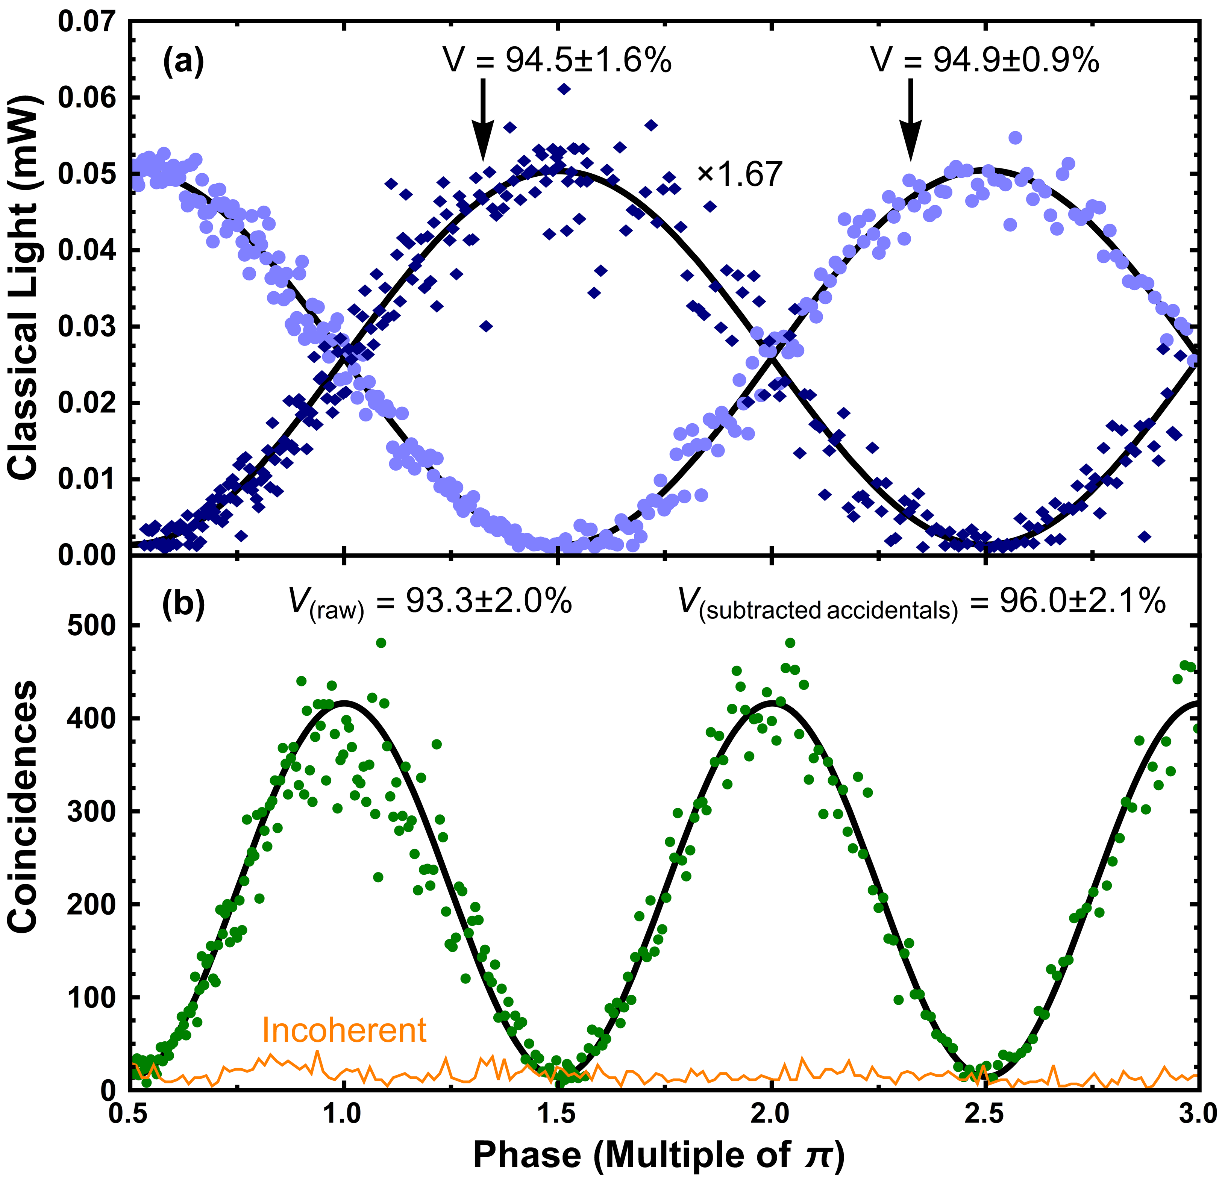 0.07
(a)
V = 94.5±1.6%
V = 94.9±0.9%
0.06
0.05
×1.67
0.04
0.03
0.02
0.01
0.00
Classical Light (mW)
(b)
V(raw) = 93.3±2.0%
V(subtracted accidentals) = 96.0±2.1%
500
400
300
200
100
0
Coincidences
Incoherent
0.5 1.0 1.5 2.0 2.5 3.0
Phase (Multiple of π)